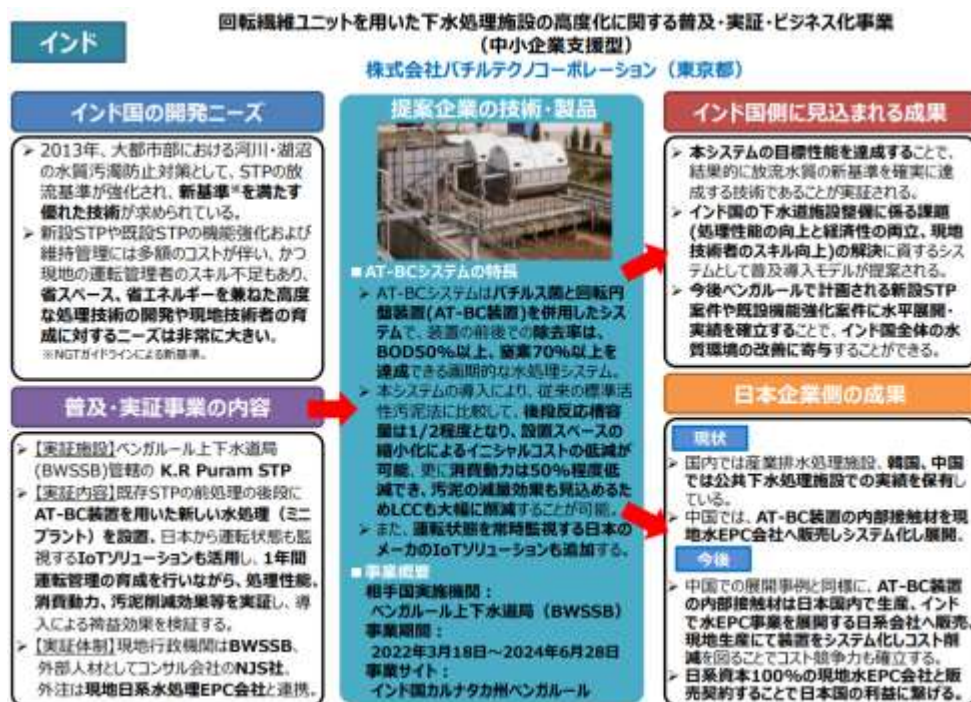 インド
回転繊維ユニットを用いた下水処理施設の高度化に関する普及・実証・ビジネス化事業
（中小企業支援型）
株式会社バチルテクノコーポレーション（東京都）
インド国の開発ニーズ
➢ 2013年、大都市部における河川・湖沼
の水質汚濁防止対策として、STPの放
流基準が強化され、新基準※を満たす
優れた技術が求められている。
➢ 新設STPや既設STPの機能強化および
維持管理には多額のコストが伴い、かつ
現地の運転管理者のスキル不足もあり、
省スペース、省エネルギーを兼ねた高度
な処理技術の開発や現地技術者の育
成に対するニーズは非常に大きい。
※NGTガイドラインによる新基準。
普及・実証事業の内容
➢ 【実証施設】ベンガルール上下水道局
(BWSSB)管轄の K.R Puram STP
➢ 【実証内容】既存STPの前処理の後段に
AT-BC装置を用いた新しい水処理（ミニ
プラント）を設置。日本から運転状態も監
視するIoTソリューションも活用し、1年間
運転管理の育成を行いながら、処理性能、
消費動力、汚泥削減効果等を実証し、導
入による裨益効果を検証する。
➢ 【実証体制】現地行政機関はBWSSB、
外部人材としてコンサル会社のNJS社、
外注は現地日系水処理EPC会社と連携。
提案企業の技術・製品
■ AT-BCシステムの特長
➢ AT-BCシステムはバチルス菌と回転円
盤装置(AT-BC装置)を併用したシス
テムで、装置の前後での除去率は、
BOD50%以上、窒素70%以上を
達成できる画期的な水処理システム。
➢ 本システムの導入により、従来の標準活
性汚泥法に比較して、後段反応槽容
量は1/2程度となり、設置スペースの
縮小化によるイニシャルコストの低減が
可能、更に消費動力は50%程度低
減でき、汚泥の減量効果も見込めるた
めLCCも大幅に削減することが可能。
➢ また、運転状態を常時監視する日本の
メーカのIoTソリューションも追加する。
■ 事業概要
相手国実施機関：
ベンガルール上下水道局（BWSSB）
事業期間：
2022年3月18日～2024年6月28日
事業サイト：
インド国カルナタカ州ベンガルール
インド国側に見込まれる成果
➢ 本システムの目標性能を達成することで、
結果的に放流水質の新基準を確実に達
成する技術であることが実証される。
➢ インド国の下水道施設整備に係る課題
(処理性能の向上と経済性の両立、現地
技術者のスキル向上)の解決に資するシス
テムとして普及導入モデルが提案される。
➢ 今後ベンガルールで計画される新設STP
案件や既設機能強化案件に水平展開・
実績を確立することで、インド国全体の水
質環境の改善に寄与することができる。
日本企業側の成果
現状
➢ 国内では産業排水処理施設、韓国、中国
では公共下水処理施設での実績を保有し
ている。
➢ 中国では、AT-BC装置の内部接触材を現
地水EPC会社へ販売しシステム化し展開。
今後
➢ 中国での展開事例と同様に、AT-BC装置
の内部接触材は日本国内で生産、インド
で水EPC事業を展開する日系会社へ販売。
現地生産にて装置をシステム化しコスト削
減を図ることでコスト競争力も確立する。
➢ 日系資本100%の現地水EPC会社と販
売契約することで日本国の利益に繋げる。